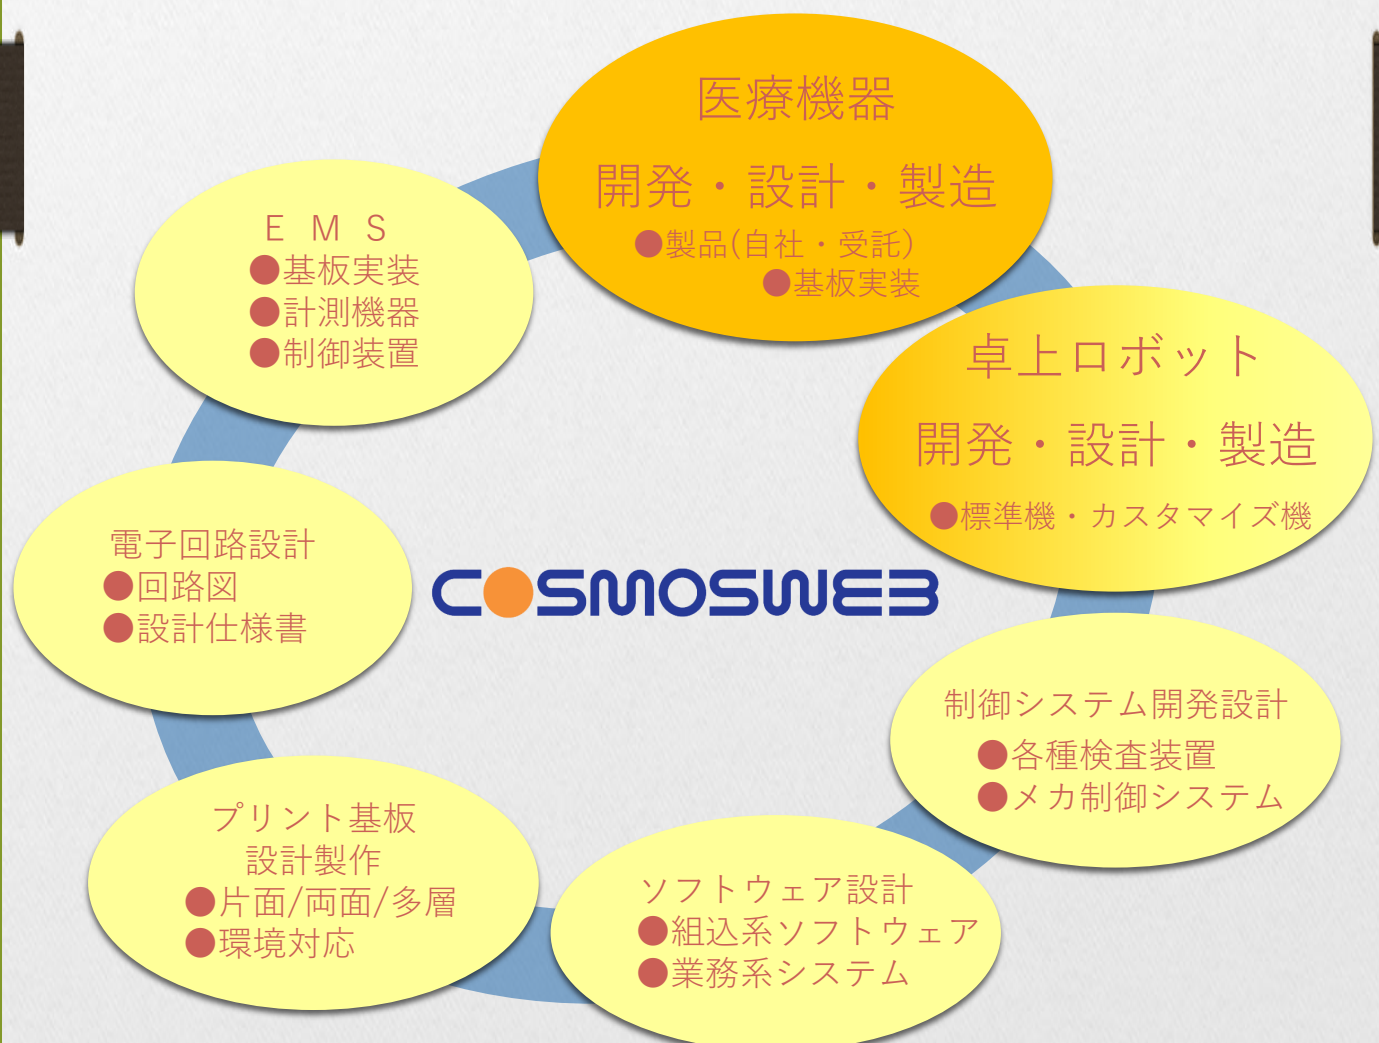 医療機器
開発・設計・製造
●製品(自社・受託)
●基板実装
卓上ロボット
開発・設計・製造
●標準機・カスタマイズ機
制御システム開発設計
●各種検査装置
●メカ制御システム
ソフトウェア設計
●組込系ソフトウェア
●業務系システム
プリント基板
設計製作
●片面/両面/多層
●環境対応
電子回路設計
●回路図
●設計仕様書
ＥＭＳ
●基板実装
●計測機器
●制御装置
COSMOSWEB